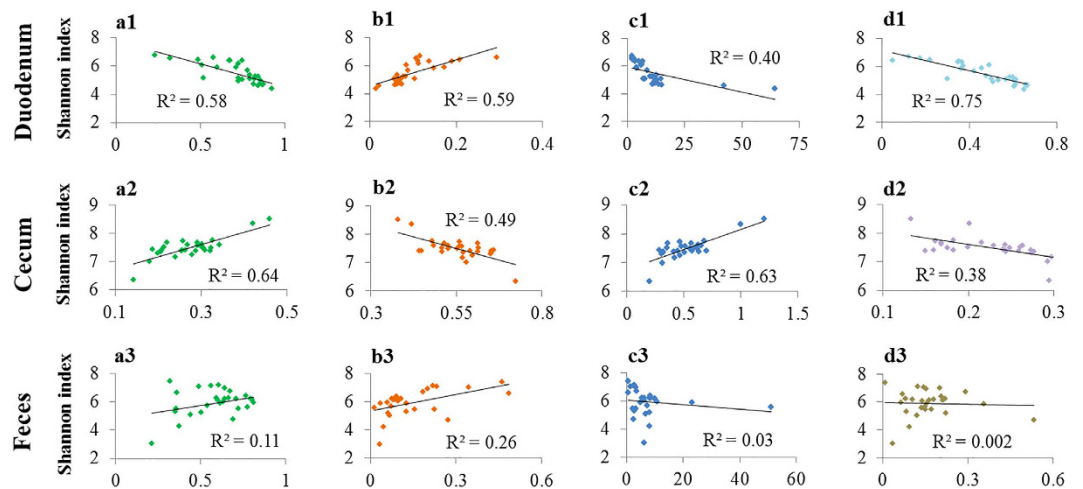 Duodenum
Shannon index
a1
8
6
4
2
R² = 0.58
0
0.5
1
b1
8
6
4
2
R² = 0.59
0
0.2
0.4
c1
8
6
4
2
R² = 0.40
0
25
50
75
d1
8
6
4
2
R² = 0.75
0
0.4
0.8
Cecum
Shannon index
a2
9
8
7
6
R² = 0.64
0.1
0.3
0.5
b2
9
8
7
6
R² = 0.49
0.3
0.55
0.8
c2
9
8
7
6
R² = 0.63
0
0.5
1
1.5
d2
9
8
7
6
R² = 0.38
0.1
0.2
0.3
Feces
Shannon index
a3
8
6
4
2
R² = 0.11
0
0.5
1
b3
8
6
4
2
R² = 0.26
0
0.3
0.6
c3
8
6
4
2
R² = 0.03
0
20
40
60
d3
8
6
4
2
R² = 0.002
0
0.3
0.6